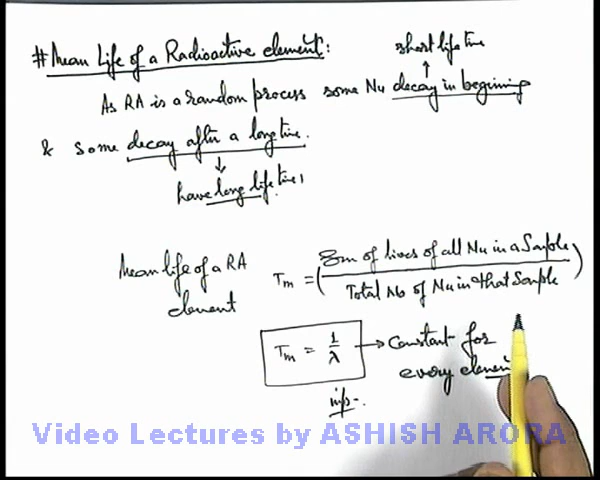 # Mean Life of a Radioactive element:
short life time
As RA is a random process some Nu decay in begining
& some decay after a long time.
have long life time,
Mean life of a RA element
Tm = ( Sum of lives of all Nu in a Sample / Total No of Nu in that Sample )
Tm = 1/λ → Constant for
every element
imp-.
Video Lectures by ASHISH ARORA